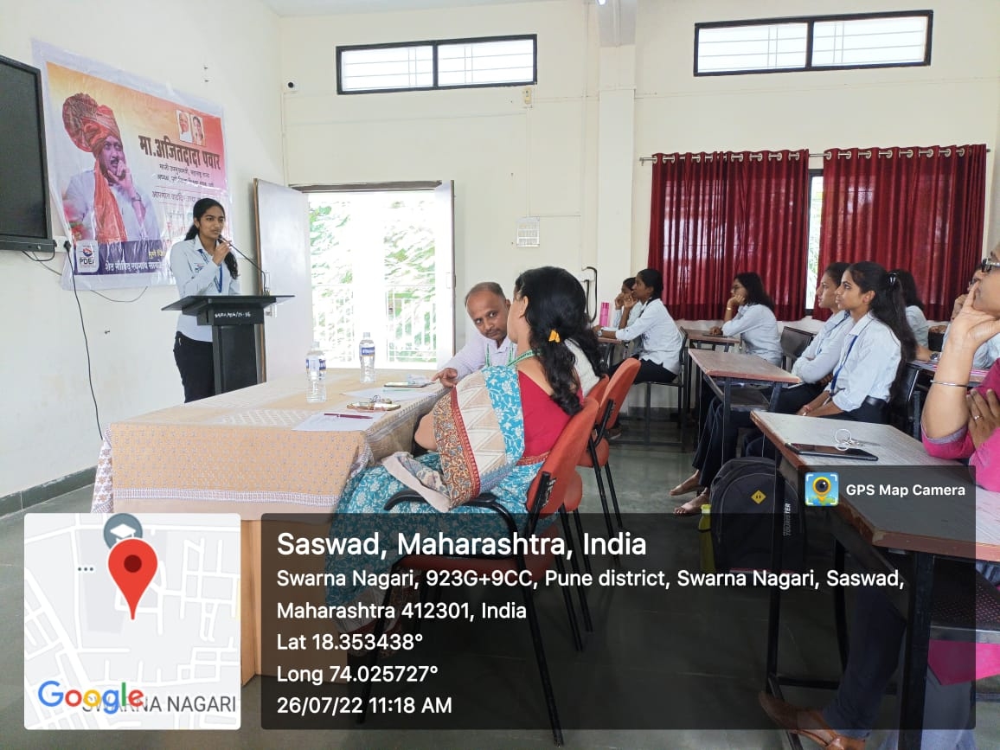 मा.अजितदादा पवार
PDEA
GPS Map Camera
Saswad, Maharashtra, India
Swarna Nagari, 923G+9CC, Pune district, Swarna Nagari, Saswad,
Maharashtra 412301, India
Lat 18.353438°
Long 74.025727°
26/07/22 11:18 AM
Google
SWARNA NAGARI
TOURISTER